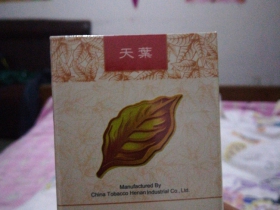 天葉
Manufactured By
China Tobacco Henan Industrial Co., Ltd.